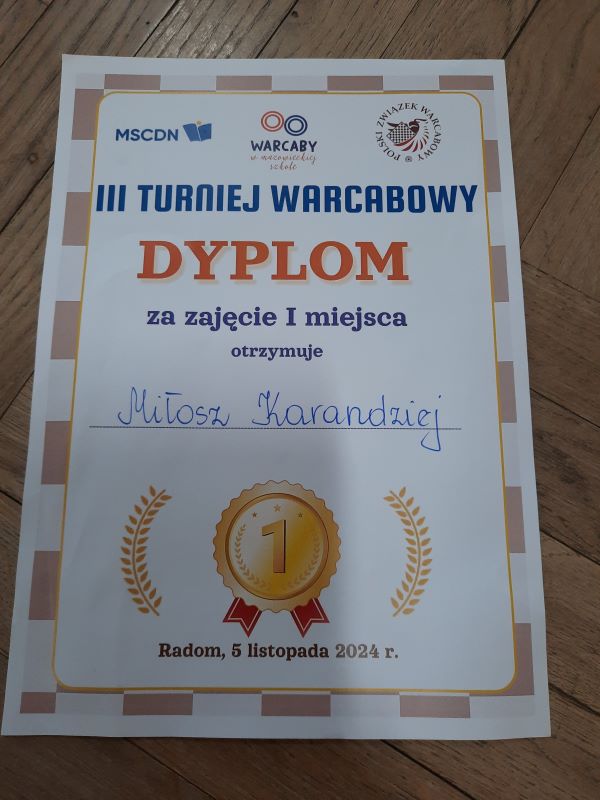 MSCDN
WARCABY
w mazowieckiej
szkole
POLSKI ZWIĄZEK WARCABOWY
III TURNIEJ WARCABOWY
DYPLOM
za zajęcie I miejsca
otrzymuje
Miłosz Karandziej
1
Radom, 5 listopada 2024 r.